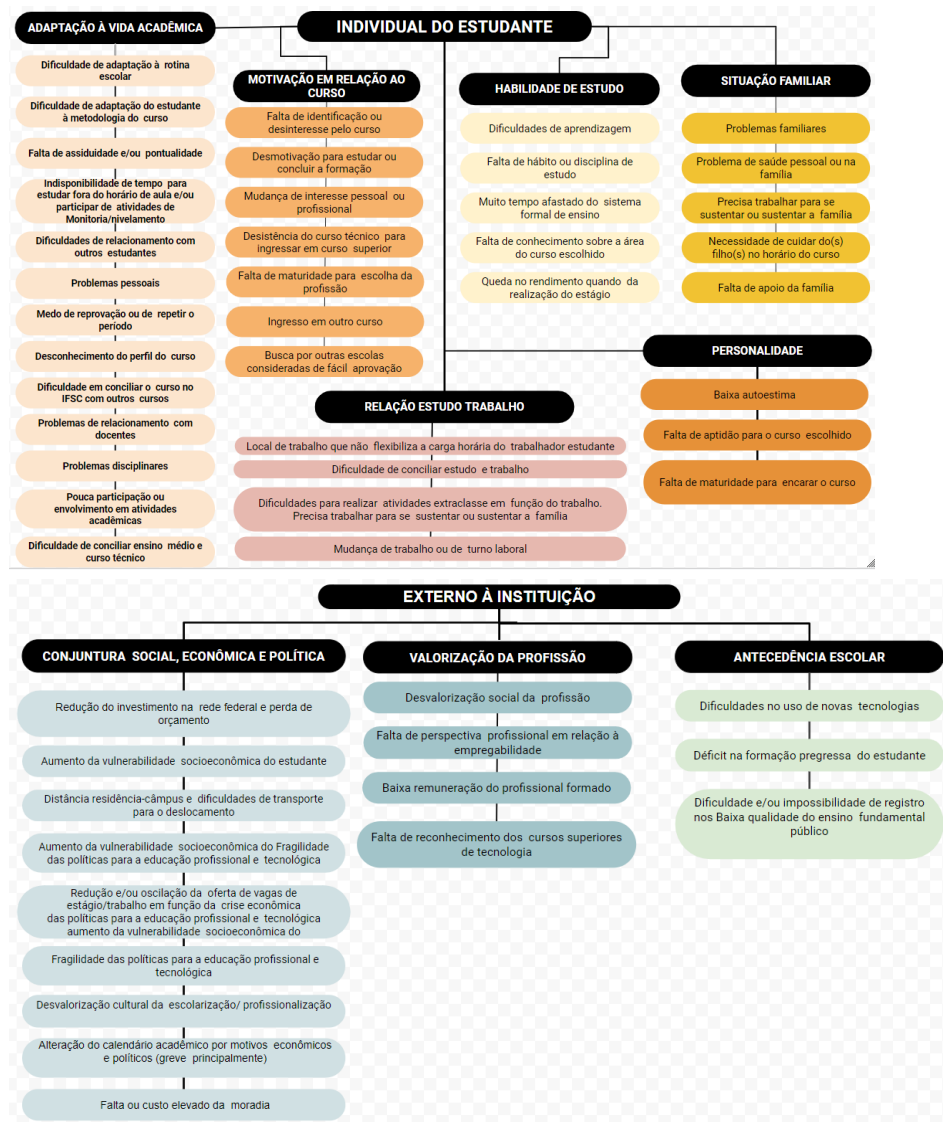 INDIVIDUAL DO ESTUDANTE
ADAPTAÇÃO À VIDA ACADÊMICA
Dificuldade de adaptação à rotina
escolar
Dificuldade de adaptação do estudante
à metodologia do curso
Falta de assiduidade e/ou pontualidade
Indisponibilidade de tempo para
estudar fora do horário de aula e/ou
participar de atividades de
Monitoria/nivelamento
Dificuldades de relacionamento com
outros estudantes
Problemas pessoais
Medo de reprovação ou de repetir o
período
Desconhecimento do perfil do curso
Dificuldade em conciliar o curso no
IFSC com outros cursos
Problemas de relacionamento com
docentes
Problemas disciplinares
Pouca participação ou
envolvimento em atividades
acadêmicas
Dificuldade de conciliar ensino médio e
curso técnico
MOTIVAÇÃO EM RELAÇÃO AO
CURSO
Falta de identificação ou
desinteresse pelo curso
Desmotivação para estudar ou
concluir a formação
Mudança de interesse pessoal ou
profissional
Desistência do curso técnico para
ingressar em curso superior
Falta de maturidade para escolha da
profissão
Ingresso em outro curso
Busca por outras escolas
consideradas de fácil aprovação
HABILIDADE DE ESTUDO
Dificuldades de aprendizagem
Falta de hábito ou disciplina de
estudo
Muito tempo afastado do sistema
formal de ensino
Falta de conhecimento sobre a área
do curso escolhido
Queda no rendimento quando da
realização do estágio
SITUAÇÃO FAMILIAR
Problemas familiares
Problema de saúde pessoal ou na
família
Precisa trabalhar para se
sustentar ou sustentar a família
Necessidade de cuidar do(s)
filho(s) no horário do curso
Falta de apoio da família
RELAÇÃO ESTUDO TRABALHO
Local de trabalho que não flexibiliza a carga horária do trabalhador estudante
Dificuldade de conciliar estudo e trabalho
Dificuldades para realizar atividades extraclasse em função do trabalho.
Precisa trabalhar para se sustentar ou sustentar a família
Mudança de trabalho ou de turno laboral
PERSONALIDADE
Baixa autoestima
Falta de aptidão para o curso escolhido
Falta de maturidade para encarar o curso
EXTERNO À INSTITUIÇÃO
CONJUNTURA SOCIAL, ECONÔMICA E POLÍTICA
Redução do investimento na rede federal e perda de
orçamento
Aumento da vulnerabilidade socioeconômica do estudante
Distância residência-câmpus e dificuldades de transporte
para o deslocamento
Aumento da vulnerabilidade socioeconômica do Fragilidade
das políticas para a educação profissional e tecnológica
Redução e/ou oscilação da oferta de vagas de
estágio/trabalho em função da crise econômica
das políticas para a educação profissional e tecnológica
aumento da vulnerabilidade socioeconômica do
Fragilidade das políticas para a educação profissional e
tecnológica
Desvalorização cultural da escolarização/ profissionalização
Alteração do calendário acadêmico por motivos econômicos
e políticos (greve principalmente)
Falta ou custo elevado da moradia
VALORIZAÇÃO DA PROFISSÃO
Desvalorização social da profissão
Falta de perspectiva profissional em relação à
empregabilidade
Baixa remuneração do profissional formado
Falta de reconhecimento dos cursos superiores
de tecnologia
ANTECEDÊNCIA ESCOLAR
Dificuldades no uso de novas tecnologias
Déficit na formação pregressa do estudante
Dificuldade e/ou impossibilidade de registro
nos Baixa qualidade do ensino fundamental
público